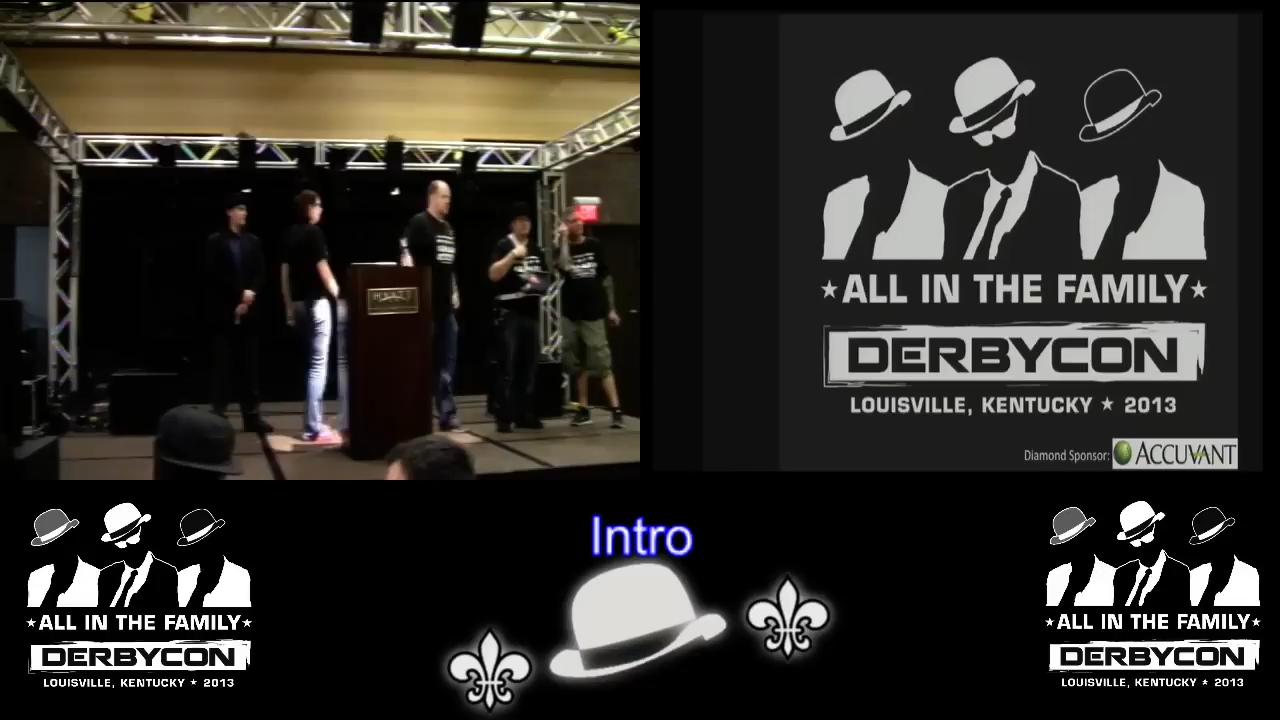 HYATT
★ALL IN THE FAMILY★
DERBYCON
LOUISVILLE, KENTUCKY ★ 2013
Diamond Sponsor: ACCUVANT
Intro
★ALL IN THE FAMILY★
DERBYCON
LOUISVILLE, KENTUCKY ★ 2013
★ALL IN THE FAMILY★
DERBYCON
LOUISVILLE, KENTUCKY ★ 2013